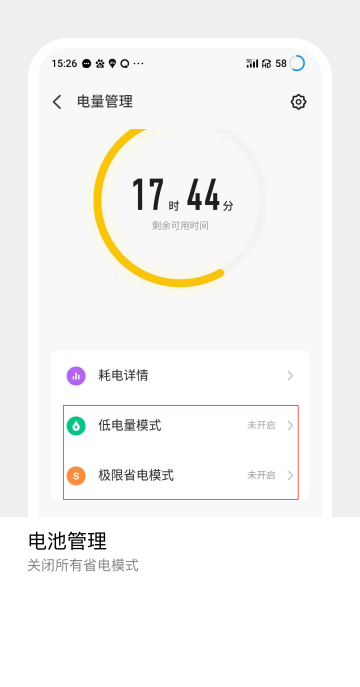 15:26 58
电量管理
17时44分
剩余可用时间
耗电详情
低电量模式 未开启
极限省电模式 未开启
电池管理
关闭所有省电模式